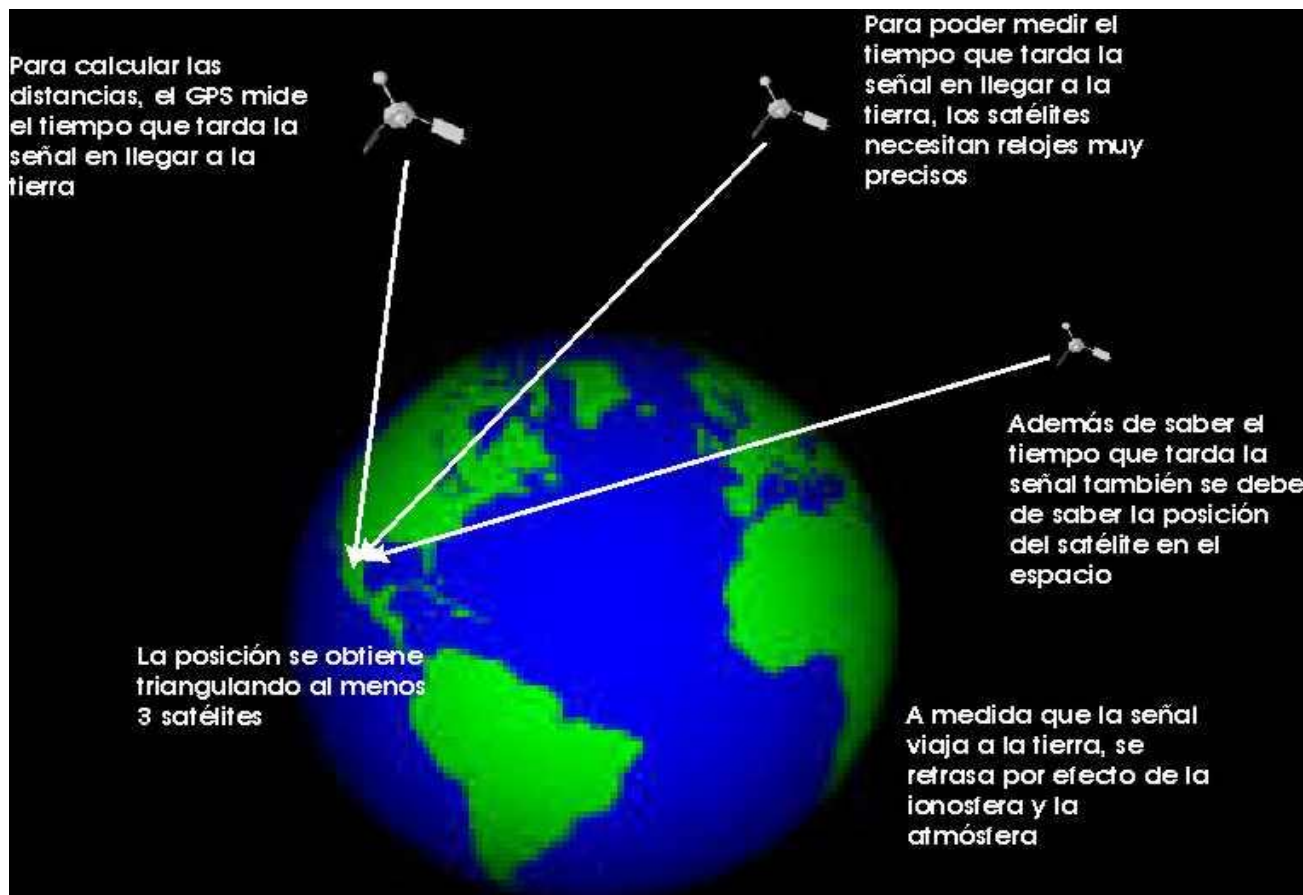 Para calcular las
distancias, el GPS mide
el tiempo que tarda la
señal en llegar a la
tierra
Para poder medir el
tiempo que tarda la
señal en llegar a la
tierra, los satélites
necesitan relojes muy
precisos
Además de saber el
tiempo que tarda la
señal también se debe
de saber la posición
del satélite en el
espacio
La posición se obtiene
triangulando al menos
3 satélites
A medida que la señal
viaja a la tierra, se
retrasa por efecto de la
ionosfera y la
atmósfera